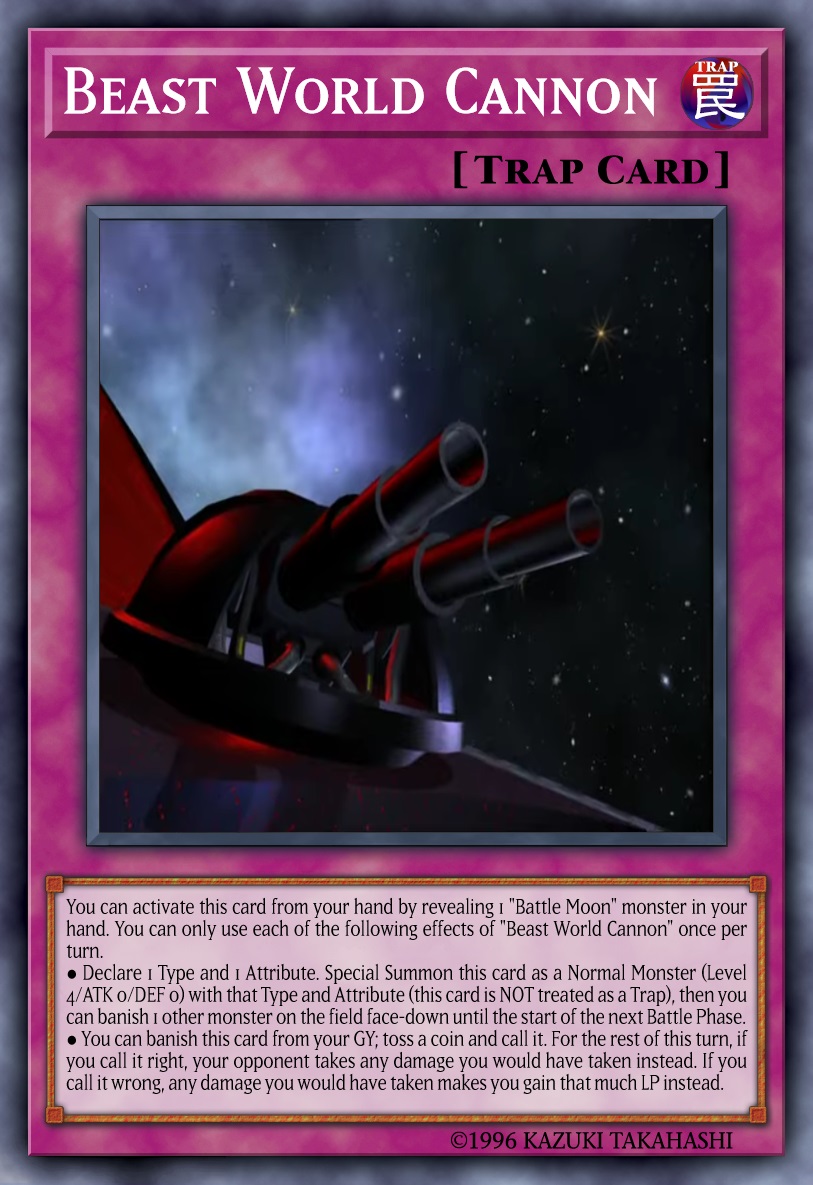 BEAST WORLD CANNON
TRAP
罠
[TRAP CARD]
You can activate this card from your hand by revealing 1 "Battle Moon" monster in your
hand. You can only use each of the following effects of "Beast World Cannon" once per
turn.
● Declare 1 Type and 1 Attribute. Special Summon this card as a Normal Monster (Level
4/ATK 0/DEF 0) with that Type and Attribute (this card is NOT treated as a Trap), then you
can banish 1 other monster on the field face-down until the start of the next Battle Phase.
● You can banish this card from your GY; toss a coin and call it. For the rest of this turn, if
you call it right, your opponent takes any damage you would have taken instead. If you
call it wrong, any damage you would have taken makes you gain that much LP instead.
©1996 KAZUKI TAKAHASHI